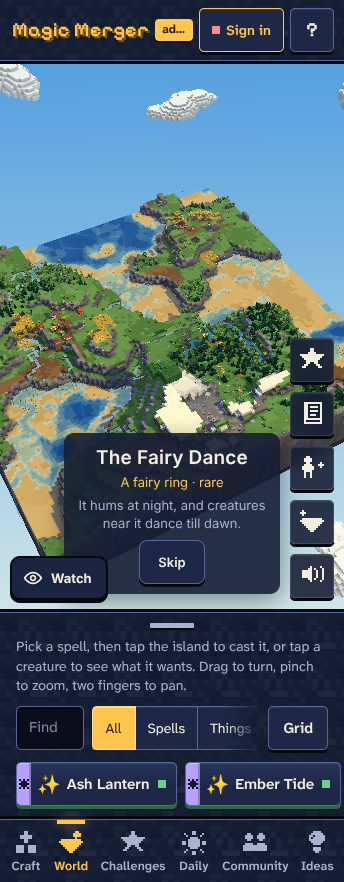 Magic Merger
ad...
Sign in
?
The Fairy Dance
A fairy ring · rare
It hums at night, and creatures
near it dance till dawn.
Skip
Watch
Pick a spell, then tap the island to cast it, or tap a
creature to see what it wants. Drag to turn, pinch
to zoom, two fingers to pan.
Find
All
Spells
Things
Grid
Ash Lantern
Ember Tide
Craft
World
Challenges
Daily
Community
Ideas